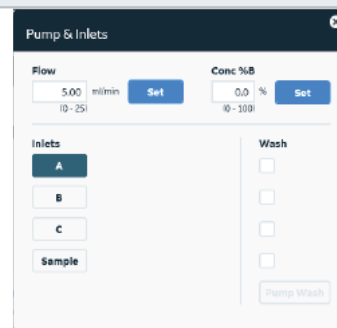 Pump & Inlets
Flow
Conc %B
5.00 ml/min Set
0.0 % Set
(0 - 25)
(0 - 100)
Inlets
Wash
A
B
C
Sample
Pump Wash